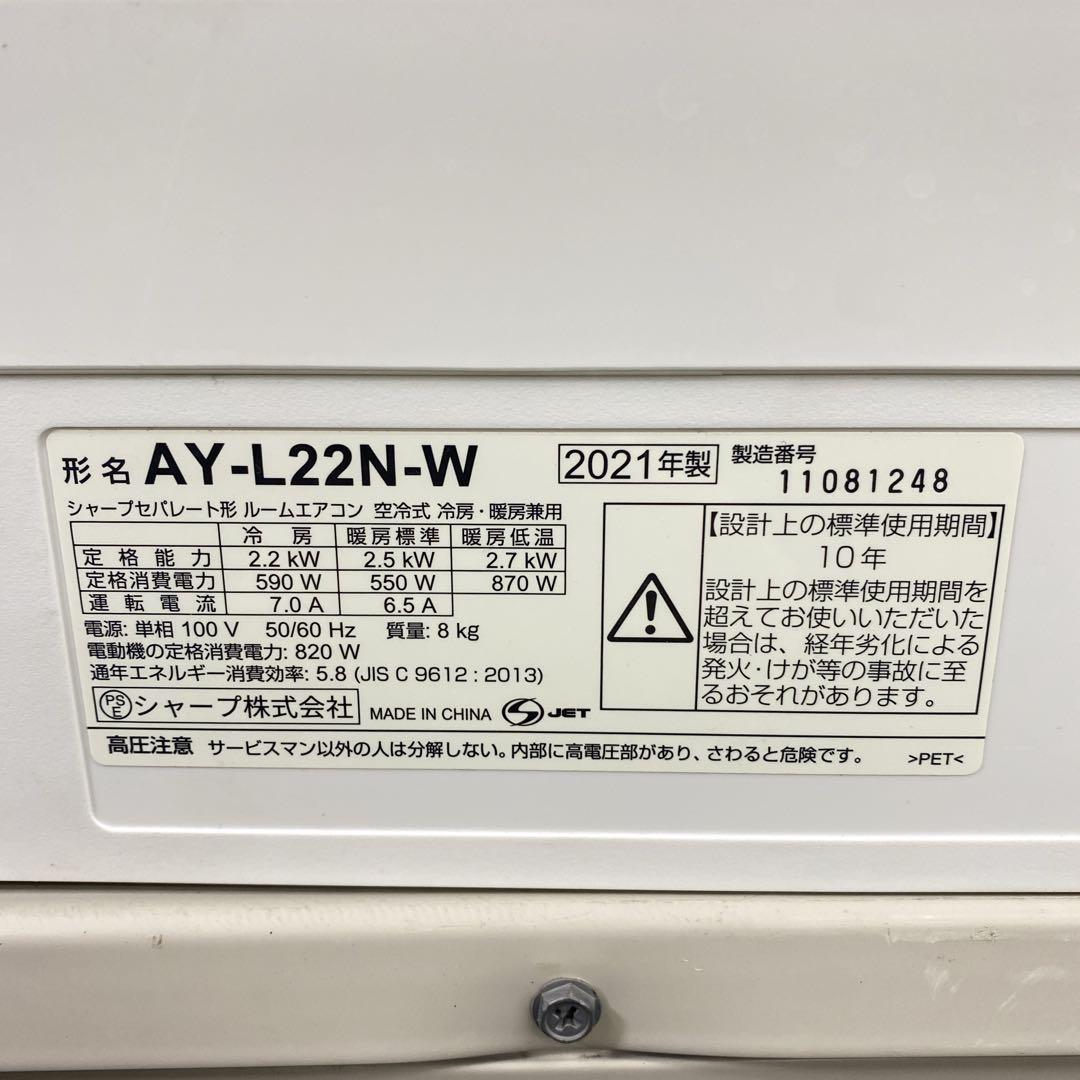 形名 AY-L22N-W 2021年製 製造番号 11081248
シャープセパレート形 ルームエアコン 空冷式 冷房・暖房兼用
冷房 暖房標準 暖房低温
定格能力 2.2 kW 2.5 kW 2.7 kW
定格消費電力 590 W 550 W 870 W
運転電流 7.0 A 6.5 A
電源: 単相 100 V 50/60 Hz 質量: 8 kg
電動機の定格消費電力: 820 W
通年エネルギー消費効率: 5.8 (JIS C 9612 : 2013)
PSE シャープ株式会社 MADE IN CHINA JET
【設計上の標準使用期間】
10年
設計上の標準使用期間を
超えてお使いいただいた
場合は、経年劣化による
発火・けが等の事故に至
るおそれがあります。
高圧注意 サービスマン以外の人は分解しない。内部に高電圧部があり、さわると危険です。 >PET<